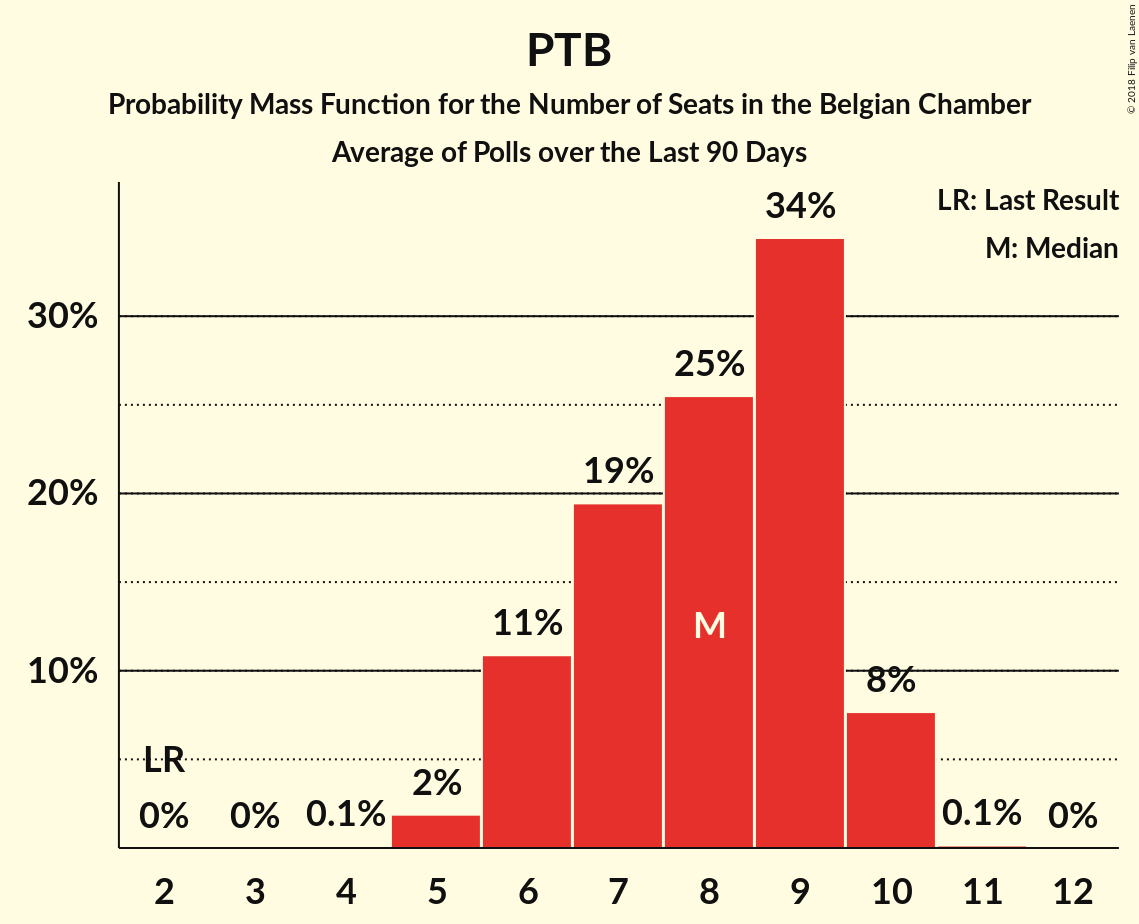 PTB
Probability Mass Function for the Number of Seats in the Belgian Chamber
Average of Polls over the Last 90 Days
© 2018 Filip van Laenen
LR: Last Result
M: Median
34%
30%
25%
19%
20%
11%
M
10%
8%
LR
2%
0%
0%
0.1%
0.1%
0%
2 3 4 5 6 7 8 9 10 11 12